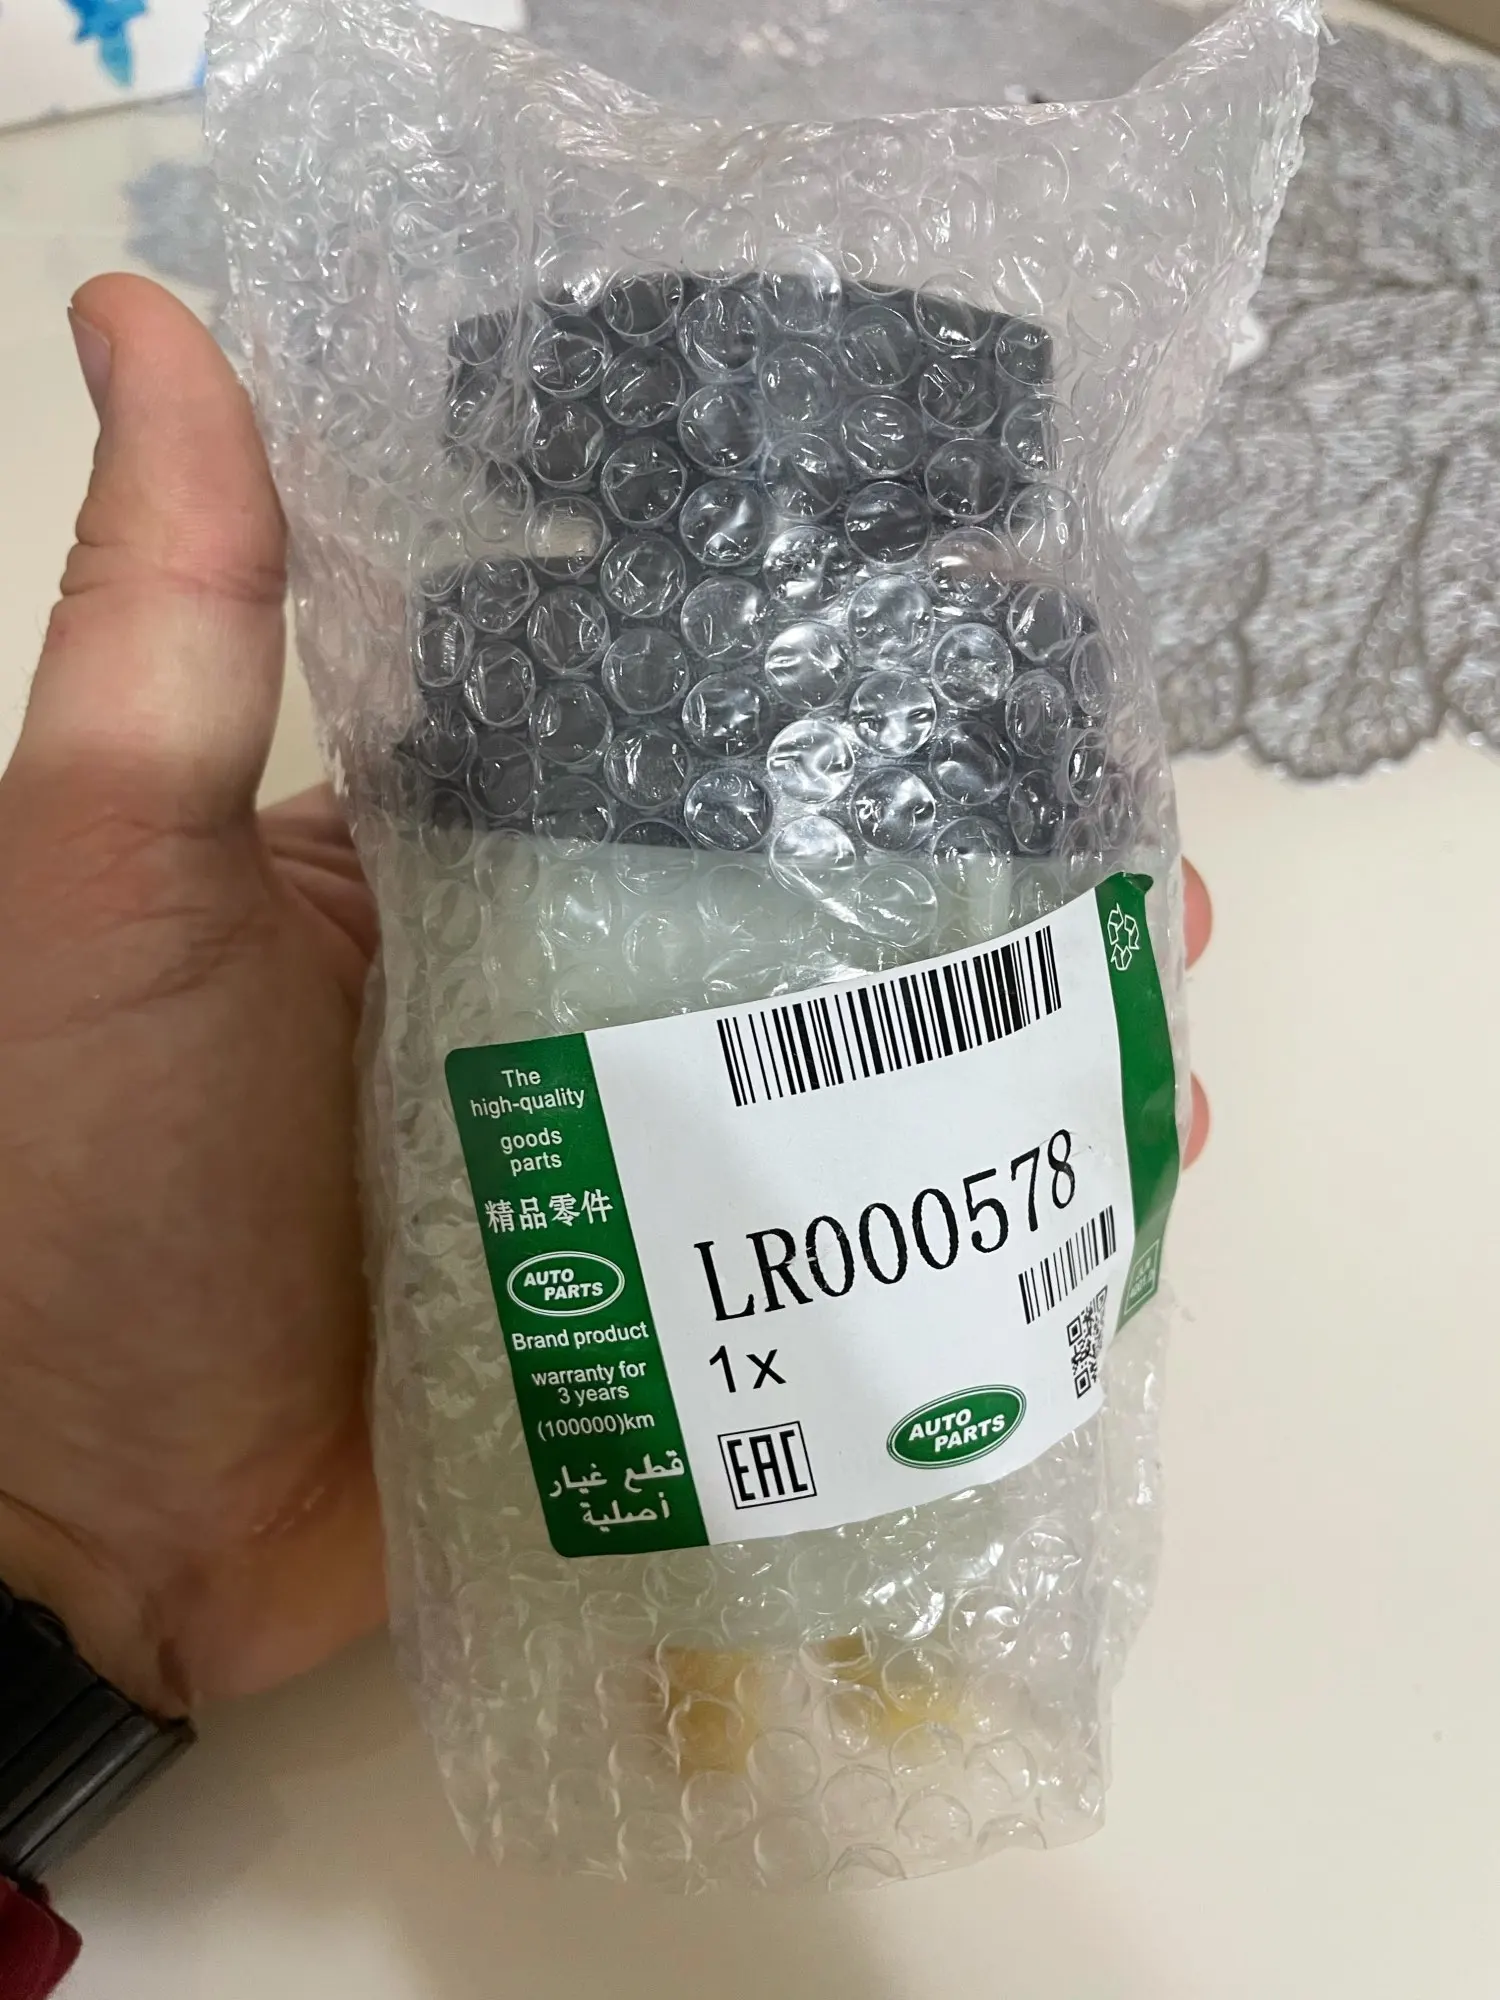 The
high-quality
goods
parts
精品零件
AUTO
PARTS
Brand product
warranty for
3 years
(100000)km
قطع غيار
أصلية
LR000578
1x
EAC
AUTO
PARTS